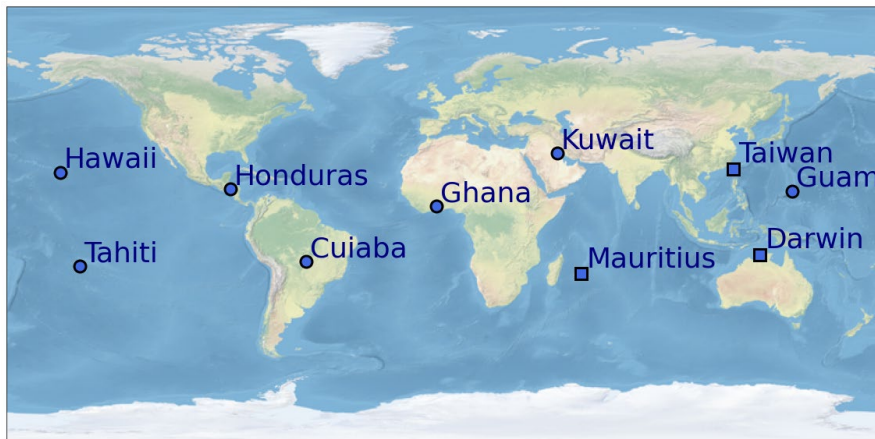 Kuwait
Taiwan
Hawaii
Honduras
Guam
Ghana
Darwin
Tahiti
Cuiaba
Mauritius